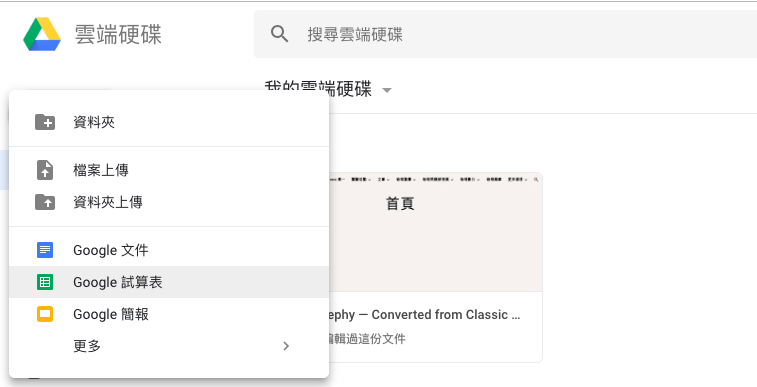 雲端硬碟
搜尋雲端硬碟
我的雲端硬碟
資料夾
檔案上傳
資料夾上傳
Google 文件
Google 試算表
Google 簡報
更多
首頁
ephy — Converted from Classic ...
編輯過這份文件